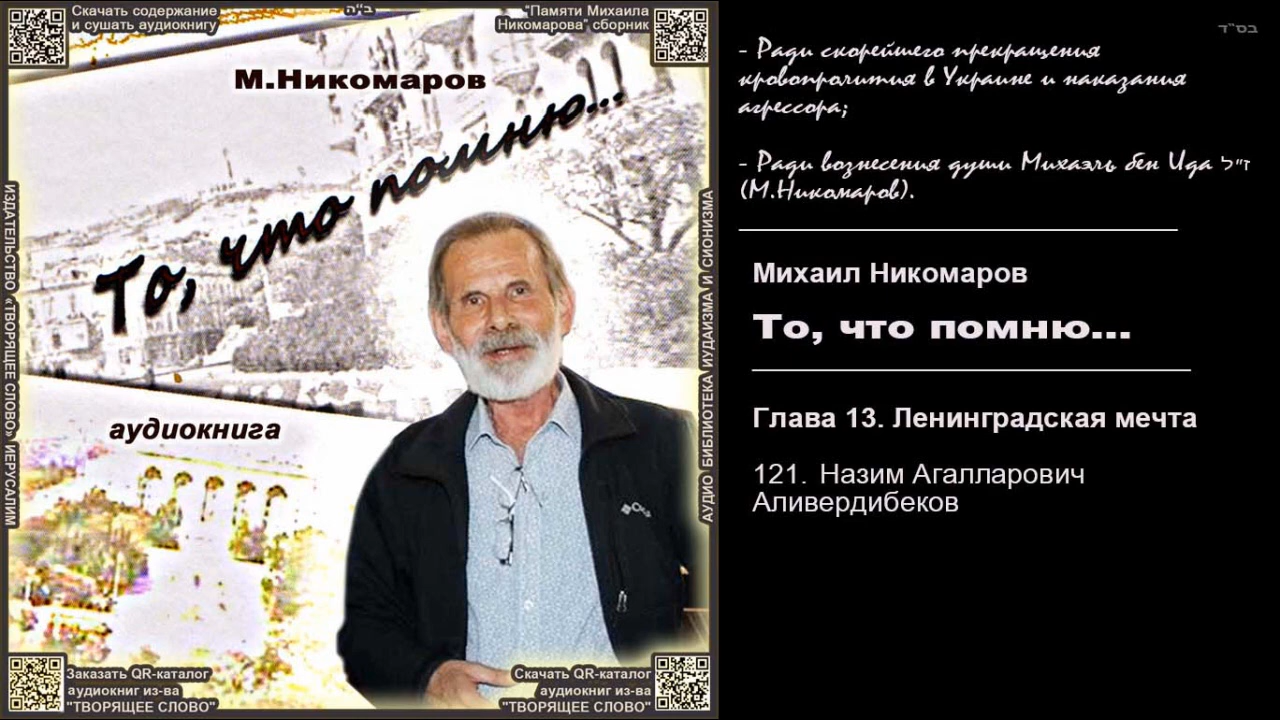 Скачать содержание
и сушать аудиокнигу
ב"ה
"Памяти Михаила
Никомарова" сборник
М.Никомаров
То, что помню...
аудиокнига
ИЗДАТЕЛЬСТВО «ТВОРЯЩЕЕ СЛОВО» ИЕРУСАЛИМ
АУДИО БИБЛИОТЕКА ИУДАИЗМА И СИОНИЗМА
Заказать QR-каталог
аудиокниг из-ва
"ТВОРЯЩЕЕ СЛОВО"
Скачать QR-каталог
аудиокниг из-ва
"ТВОРЯЩЕЕ СЛОВО"
בס"ד
- Ради скорейшего прекращения
кровопролития в Украине и наказания
агрессора;
- Ради вознесения души Михаэль бен Ида ז"ל
(М.Никомаров).
Михаил Никомаров
То, что помню...
Глава 13. Ленинградская мечта
121. Назим Агалларович
Аливердибеков